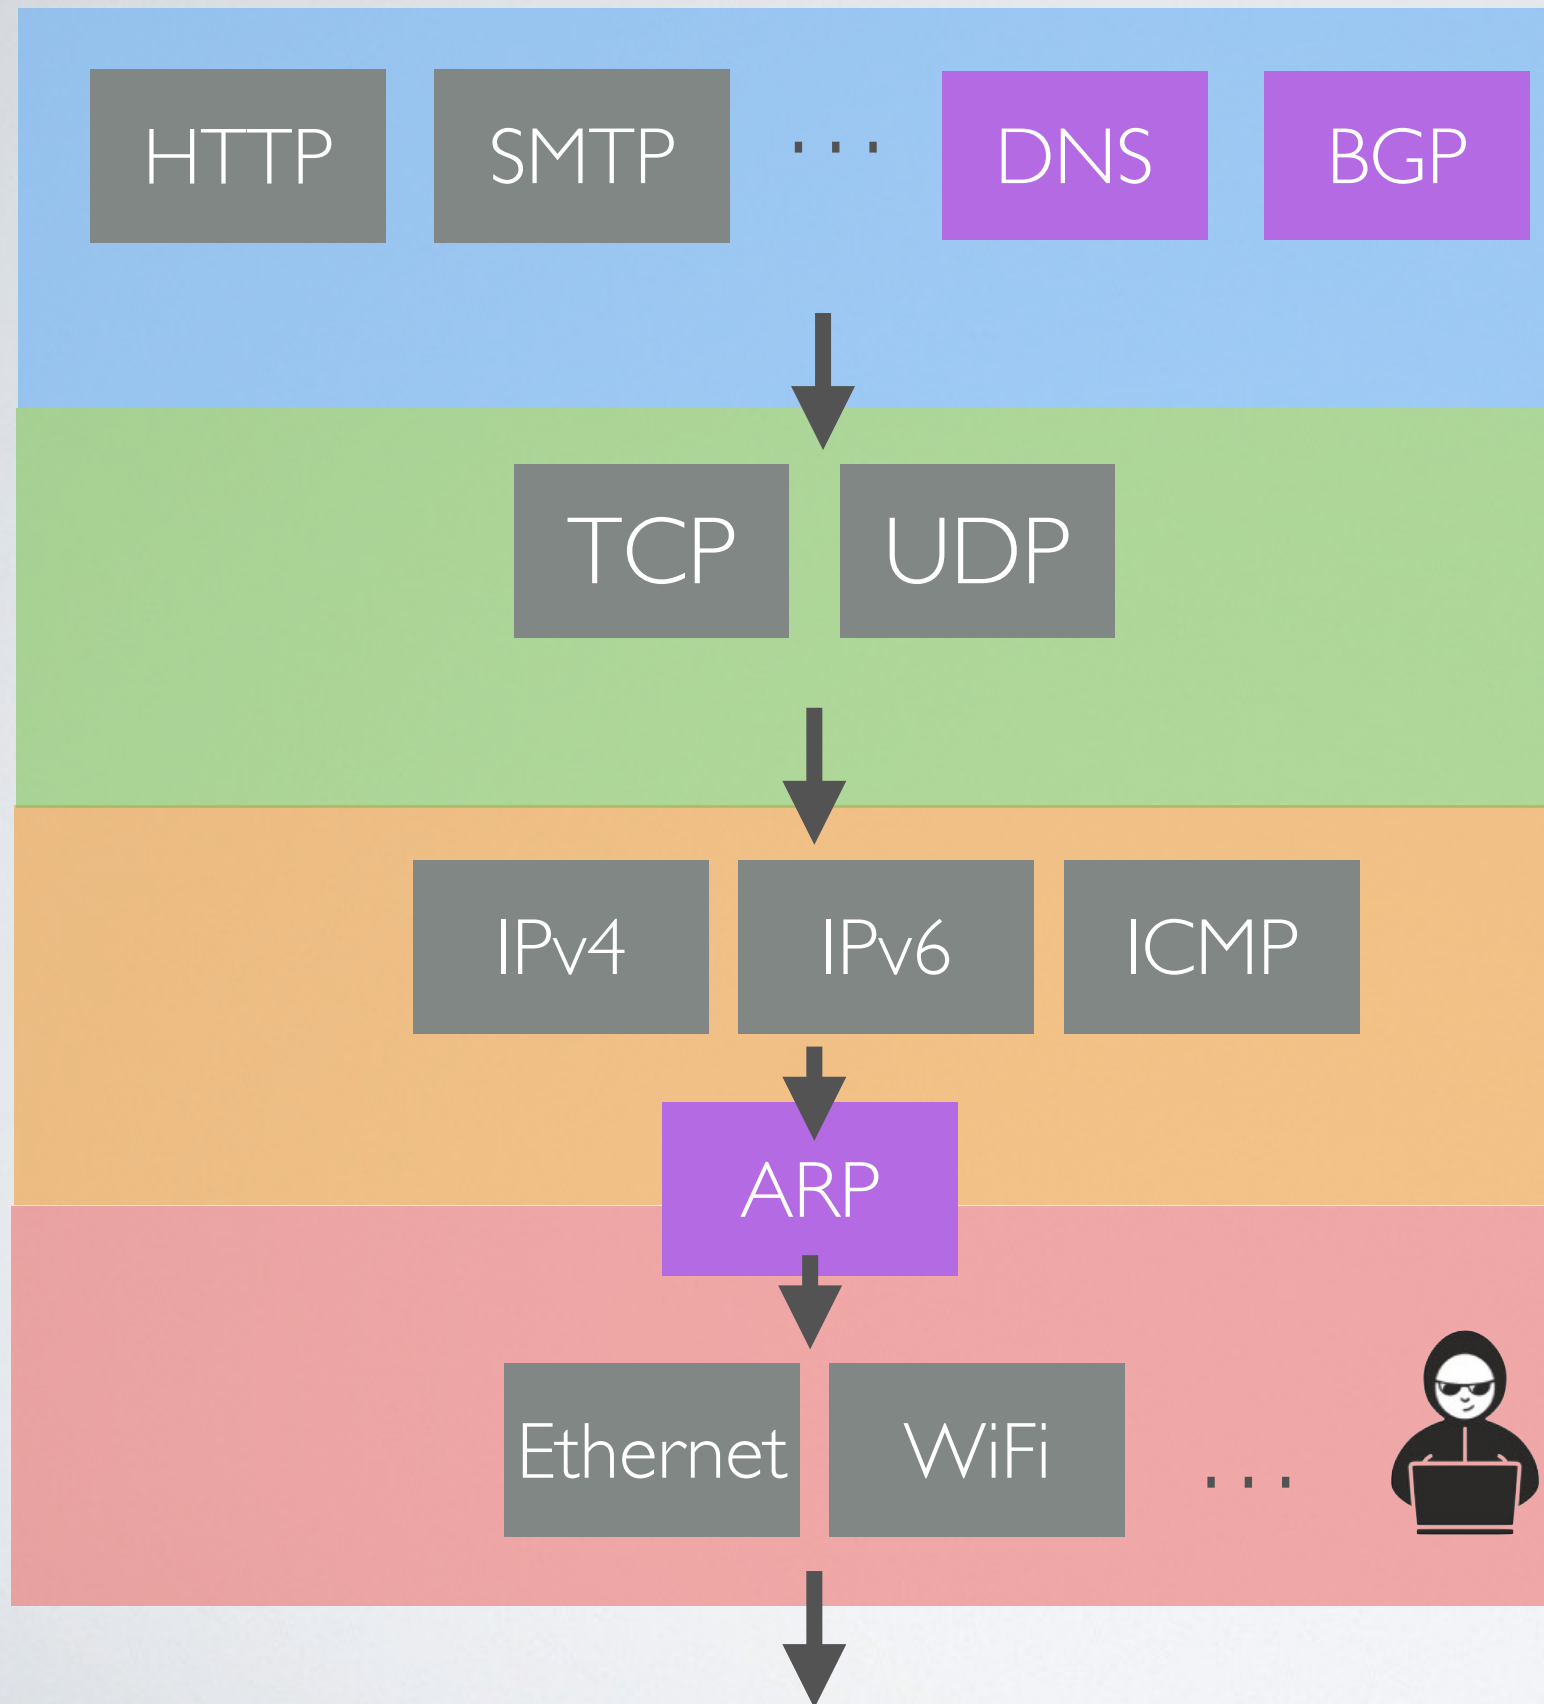 HTTP SMTP ... DNS BGP
TCP UDP
IPv4 IPv6 ICMP
ARP
Ethernet WiFi ...